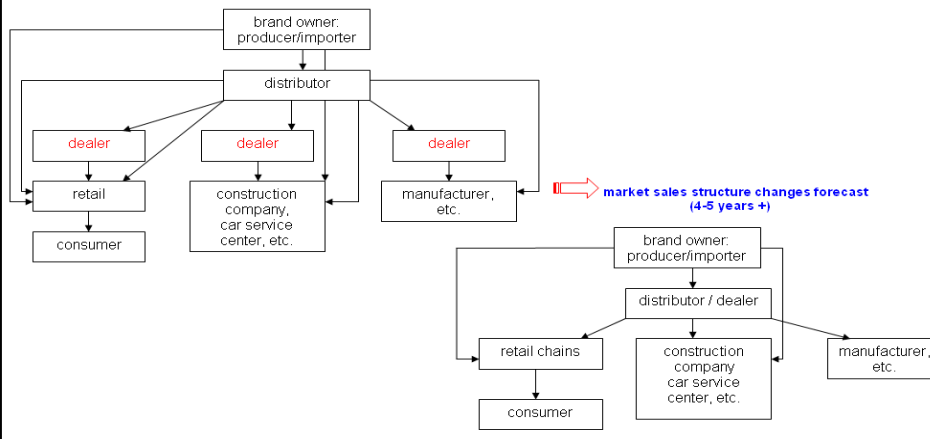 brand owner:
producer/importer
distributor
dealer
dealer
dealer
retail
construction
company,
car service
center, etc.
manufacturer,
etc.
consumer
market sales structure changes forecast
(4-5 years +)
brand owner:
producer/importer
distributor / dealer
retail chains
construction
company
car service
center, etc.
manufacturer,
etc.
consumer